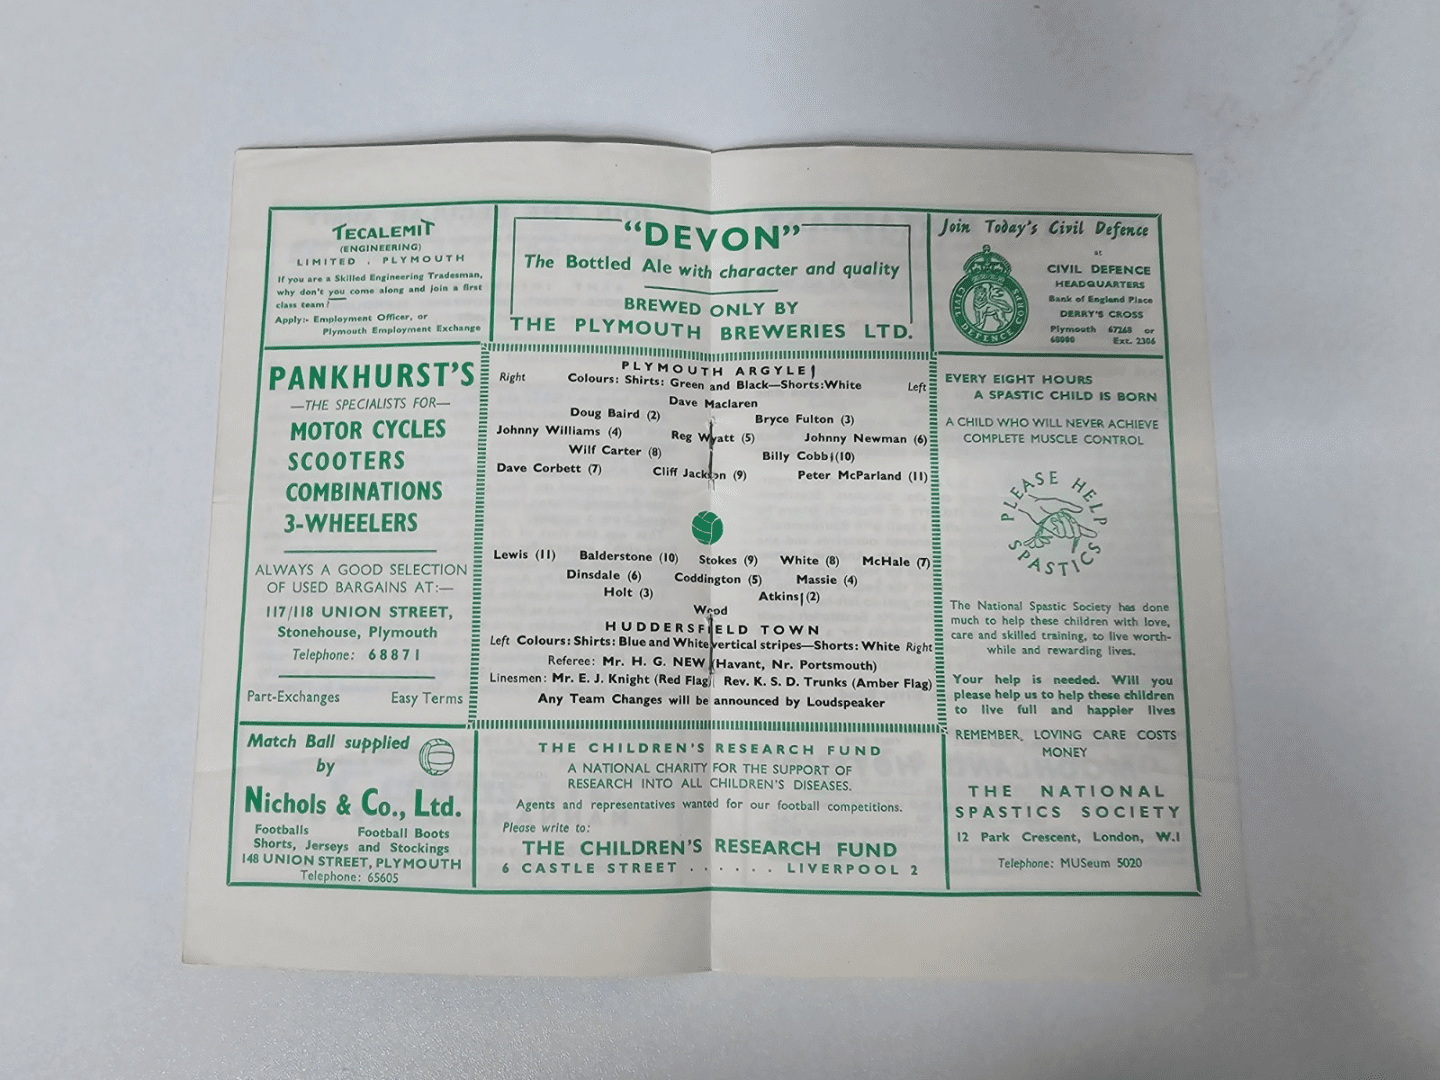 TECALEMIT
(ENGINEERING)
LIMITED . PLYMOUTH
If you are a Skilled Engineering Tradesman,
why don't you come along and join a first
class team!
Apply:- Employment Officer, or
Plymouth Employment Exchange
"DEVON"
The Bottled Ale with character and quality
BREWED ONLY BY
THE PLYMOUTH BREWERIES LTD.
Join Today's Civil Defence
at
CIVIL DEFENCE CORPS
CIVIL DEFENCE
HEADQUARTERS
Bank of England Place
DERRY'S CROSS
Plymouth 67268 or
68000 Ext. 2306
PANKHURST'S
—THE SPECIALISTS FOR—
MOTOR CYCLES
SCOOTERS
COMBINATIONS
3-WHEELERS
ALWAYS A GOOD SELECTION
OF USED BARGAINS AT:—
117/118 UNION STREET,
Stonehouse, Plymouth
Telephone: 68871
Part-Exchanges Easy Terms
PLYMOUTH ARGYLE
Right Colours: Shirts: Green and Black—Shorts: White Left
Dave Maclaren
Doug Baird (2) Bryce Fulton (3)
Johnny Williams (4) Reg Wyatt (5) Johnny Newman (6)
Wilf Carter (8) Billy Cobb (10)
Dave Corbett (7) Cliff Jackson (9) Peter McParland (11)
Lewis (11) Balderstone (10) Stokes (9) White (8) McHale (7)
Dinsdale (6) Coddington (5) Massie (4)
Holt (3) Atkins (2)
Wood
HUDDERSFIELD TOWN
Left Colours: Shirts: Blue and White vertical stripes—Shorts: White Right
Referee: Mr. H. G. NEW (Havant, Nr. Portsmouth)
Linesmen: Mr. E. J. Knight (Red Flag) Rev. K. S. D. Trunks (Amber Flag)
Any Team Changes will be announced by Loudspeaker
EVERY EIGHT HOURS
A SPASTIC CHILD IS BORN
A CHILD WHO WILL NEVER ACHIEVE
COMPLETE MUSCLE CONTROL
PLEASE HELP
SPASTICS
The National Spastic Society has done
much to help these children with love,
care and skilled training, to live worth-
while and rewarding lives.
Your help is needed. Will you
please help us to help these children
to live full and happier lives
REMEMBER, LOVING CARE COSTS
MONEY
THE NATIONAL
SPASTICS SOCIETY
12 Park Crescent, London, W.1
Telephone: MUSeum 5020
Match Ball supplied
by
Nichols & Co., Ltd.
Footballs Football Boots
Shorts, Jerseys and Stockings
148 UNION STREET, PLYMOUTH
Telephone: 65605
THE CHILDREN'S RESEARCH FUND
A NATIONAL CHARITY FOR THE SUPPORT OF
RESEARCH INTO ALL CHILDREN'S DISEASES.
Agents and representatives wanted for our football competitions.
Please write to:
THE CHILDREN'S RESEARCH FUND
6 CASTLE STREET . . . . . . LIVERPOOL 2